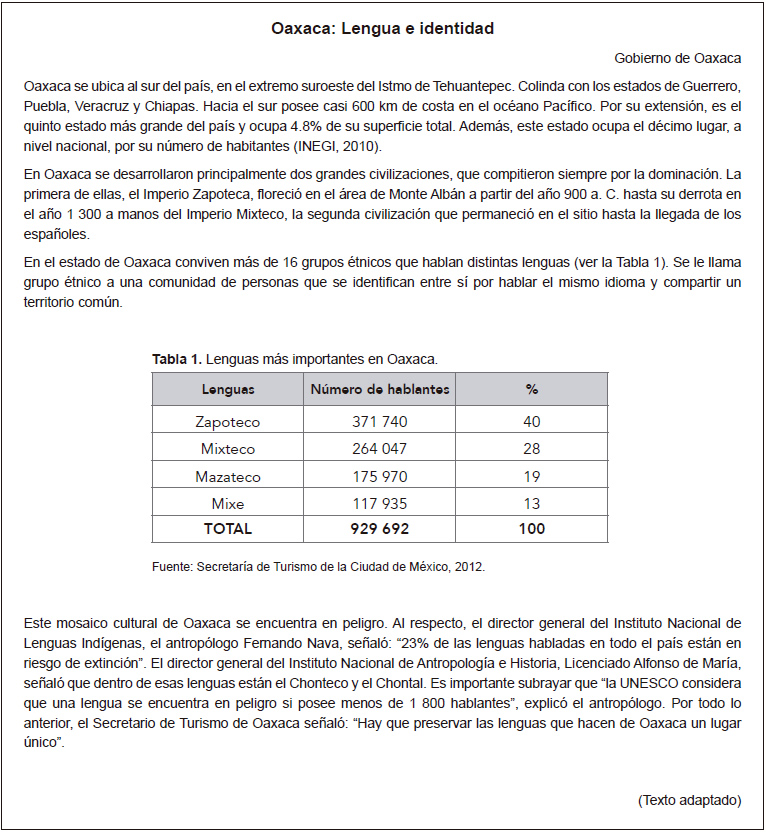 Oaxaca: Lengua e identidad
Gobierno de Oaxaca
Oaxaca se ubica al sur del país, en el extremo suroeste del Istmo de Tehuantepec. Colinda con los estados de Guerrero,
Puebla, Veracruz y Chiapas. Hacia el sur posee casi 600 km de costa en el océano Pacífico. Por su extensión, es el
quinto estado más grande del país y ocupa 4.8% de su superficie total. Además, este estado ocupa el décimo lugar, a
nivel nacional, por su número de habitantes (INEGI, 2010).
En Oaxaca se desarrollaron principalmente dos grandes civilizaciones, que compitieron siempre por la dominación. La
primera de ellas, el Imperio Zapoteca, floreció en el área de Monte Albán a partir del año 900 a. C. hasta su derrota en
el año 1 300 a manos del Imperio Mixteco, la segunda civilización que permaneció en el sitio hasta la llegada de los
españoles.
En el estado de Oaxaca conviven más de 16 grupos étnicos que hablan distintas lenguas (ver la Tabla 1). Se le llama
grupo étnico a una comunidad de personas que se identifican entre sí por hablar el mismo idioma y compartir un
territorio común.
Tabla 1. Lenguas más importantes en Oaxaca.
Lenguas Número de hablantes %
Zapoteco 371 740 40
Mixteco 264 047 28
Mazateco 175 970 19
Mixe 117 935 13
TOTAL 929 692 100
Fuente: Secretaría de Turismo de la Ciudad de México, 2012.
Este mosaico cultural de Oaxaca se encuentra en peligro. Al respecto, el director general del Instituto Nacional de
Lenguas Indígenas, el antropólogo Fernando Nava, señaló: “23% de las lenguas habladas en todo el país están en
riesgo de extinción”. El director general del Instituto Nacional de Antropología e Historia, Licenciado Alfonso de María,
señaló que dentro de esas lenguas están el Chonteco y el Chontal. Es importante subrayar que “la UNESCO considera
que una lengua se encuentra en peligro si posee menos de 1 800 hablantes”, explicó el antropólogo. Por todo lo
anterior, el Secretario de Turismo de Oaxaca señaló: “Hay que preservar las lenguas que hacen de Oaxaca un lugar
único”.
(Texto adaptado)